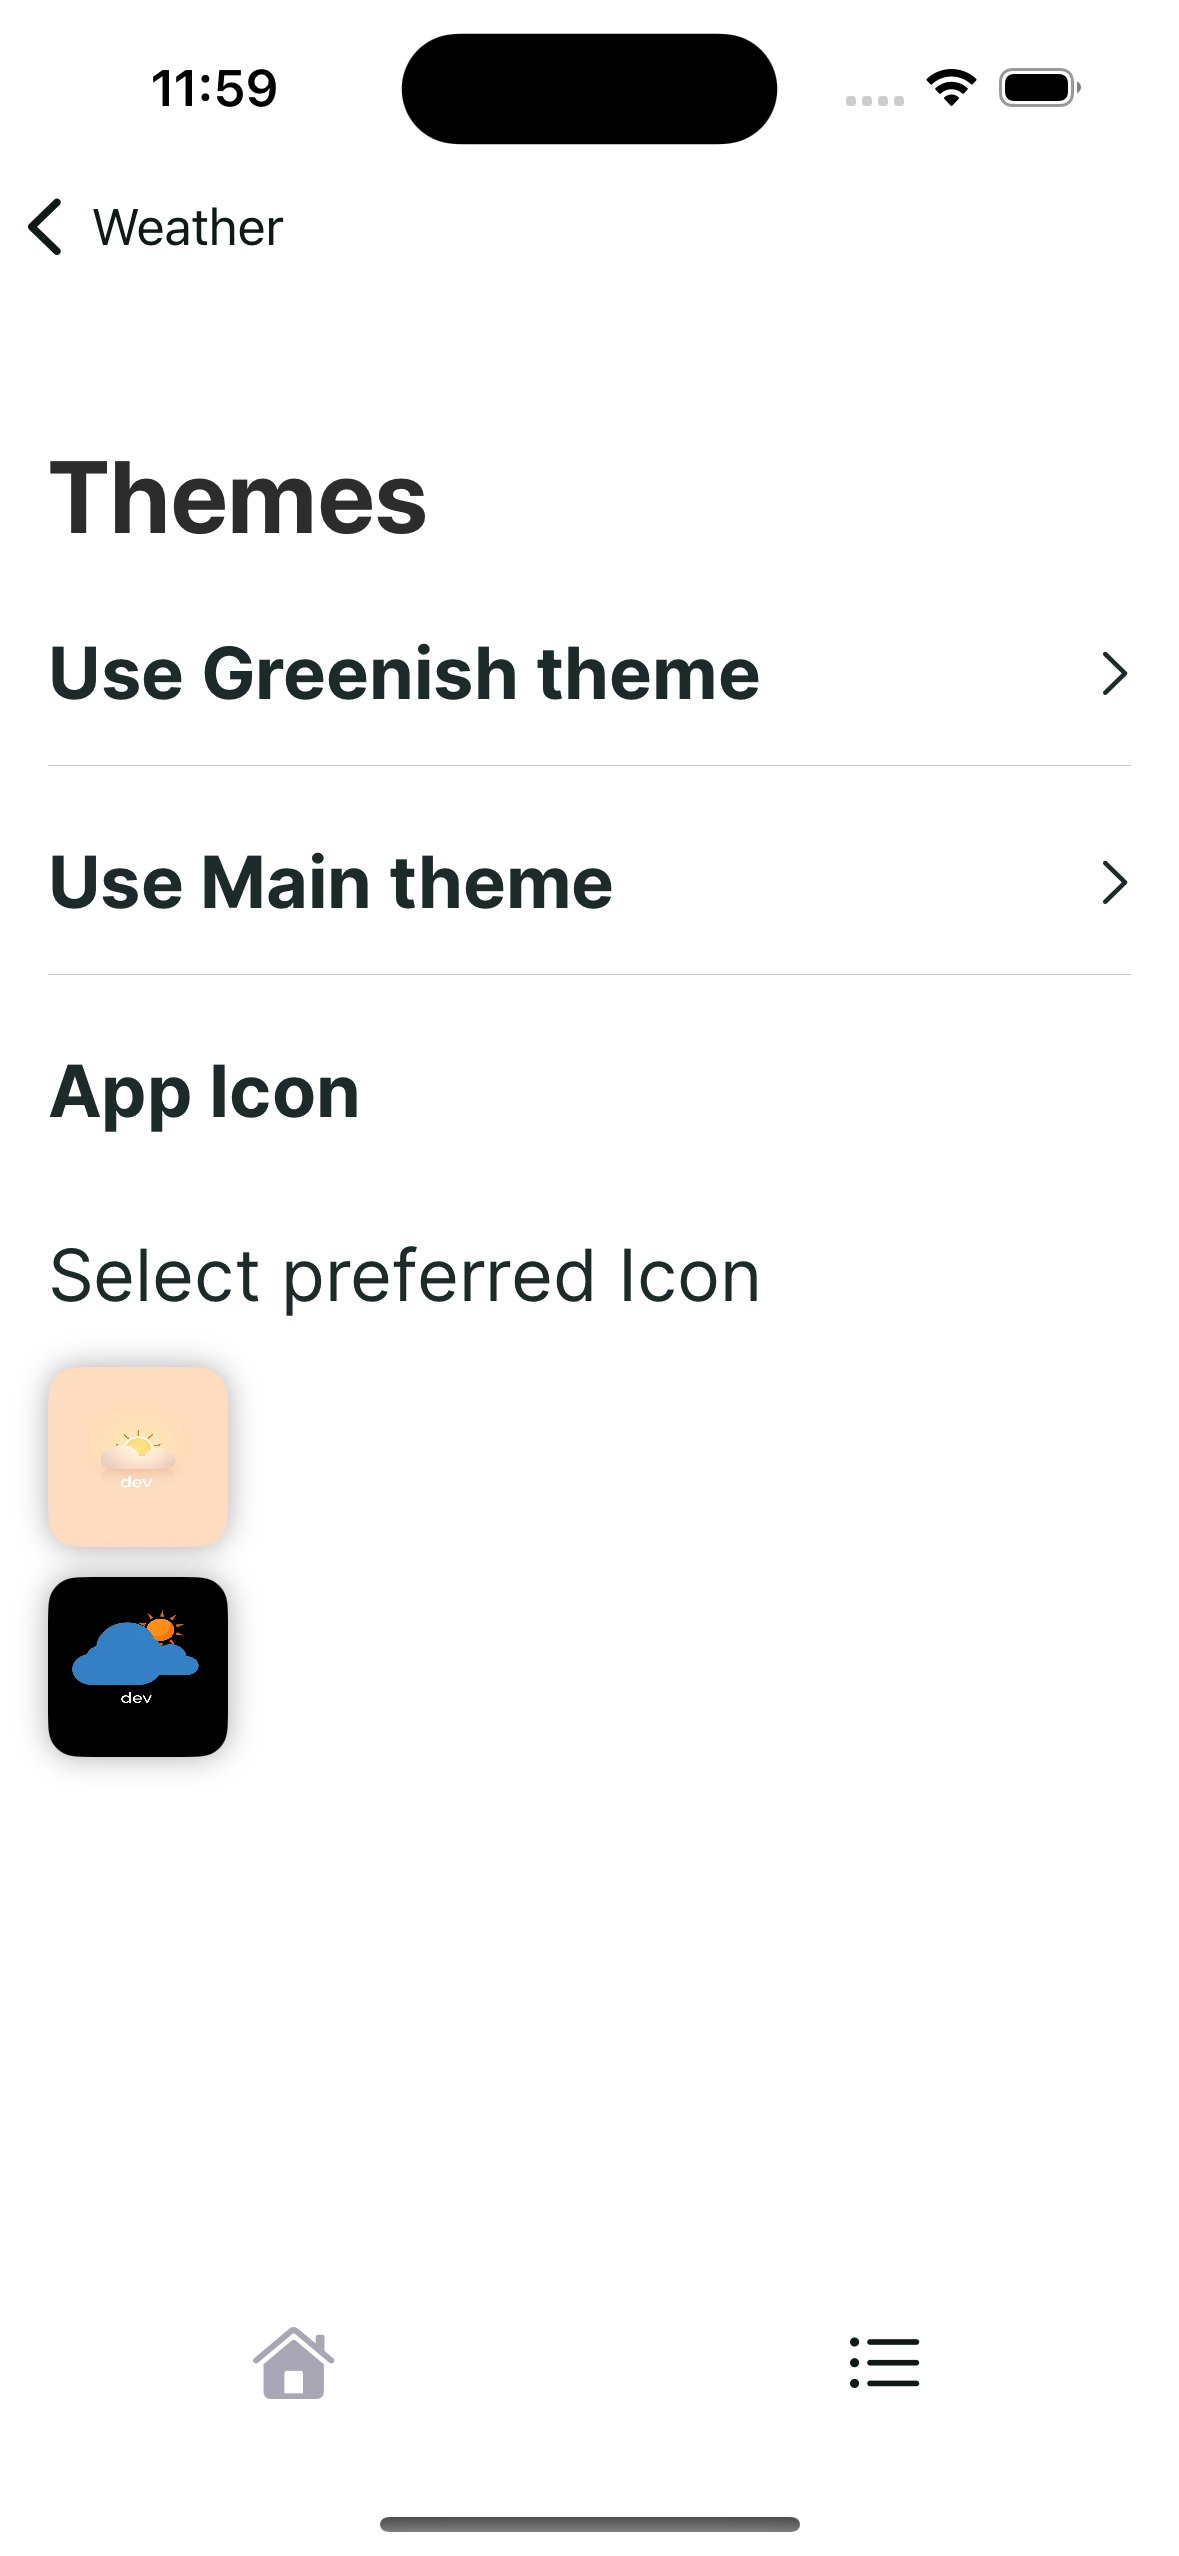 11:59
Weather
Themes
Use Greenish theme
Use Main theme
App Icon
Select preferred Icon
dev
dev